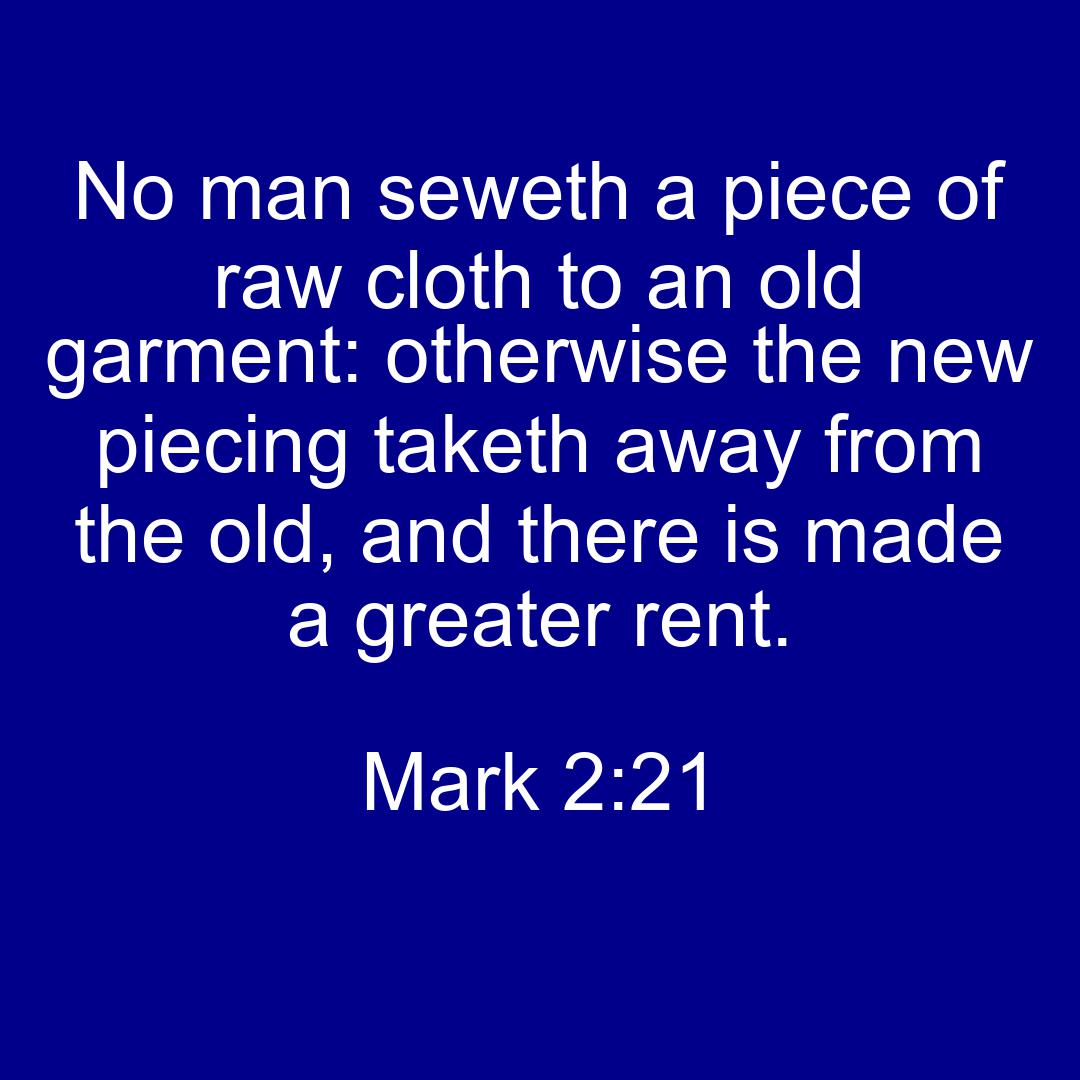 No man seweth a piece of
raw cloth to an old
garment: otherwise the new
piecing taketh away from
the old, and there is made
a greater rent.
Mark 2:21